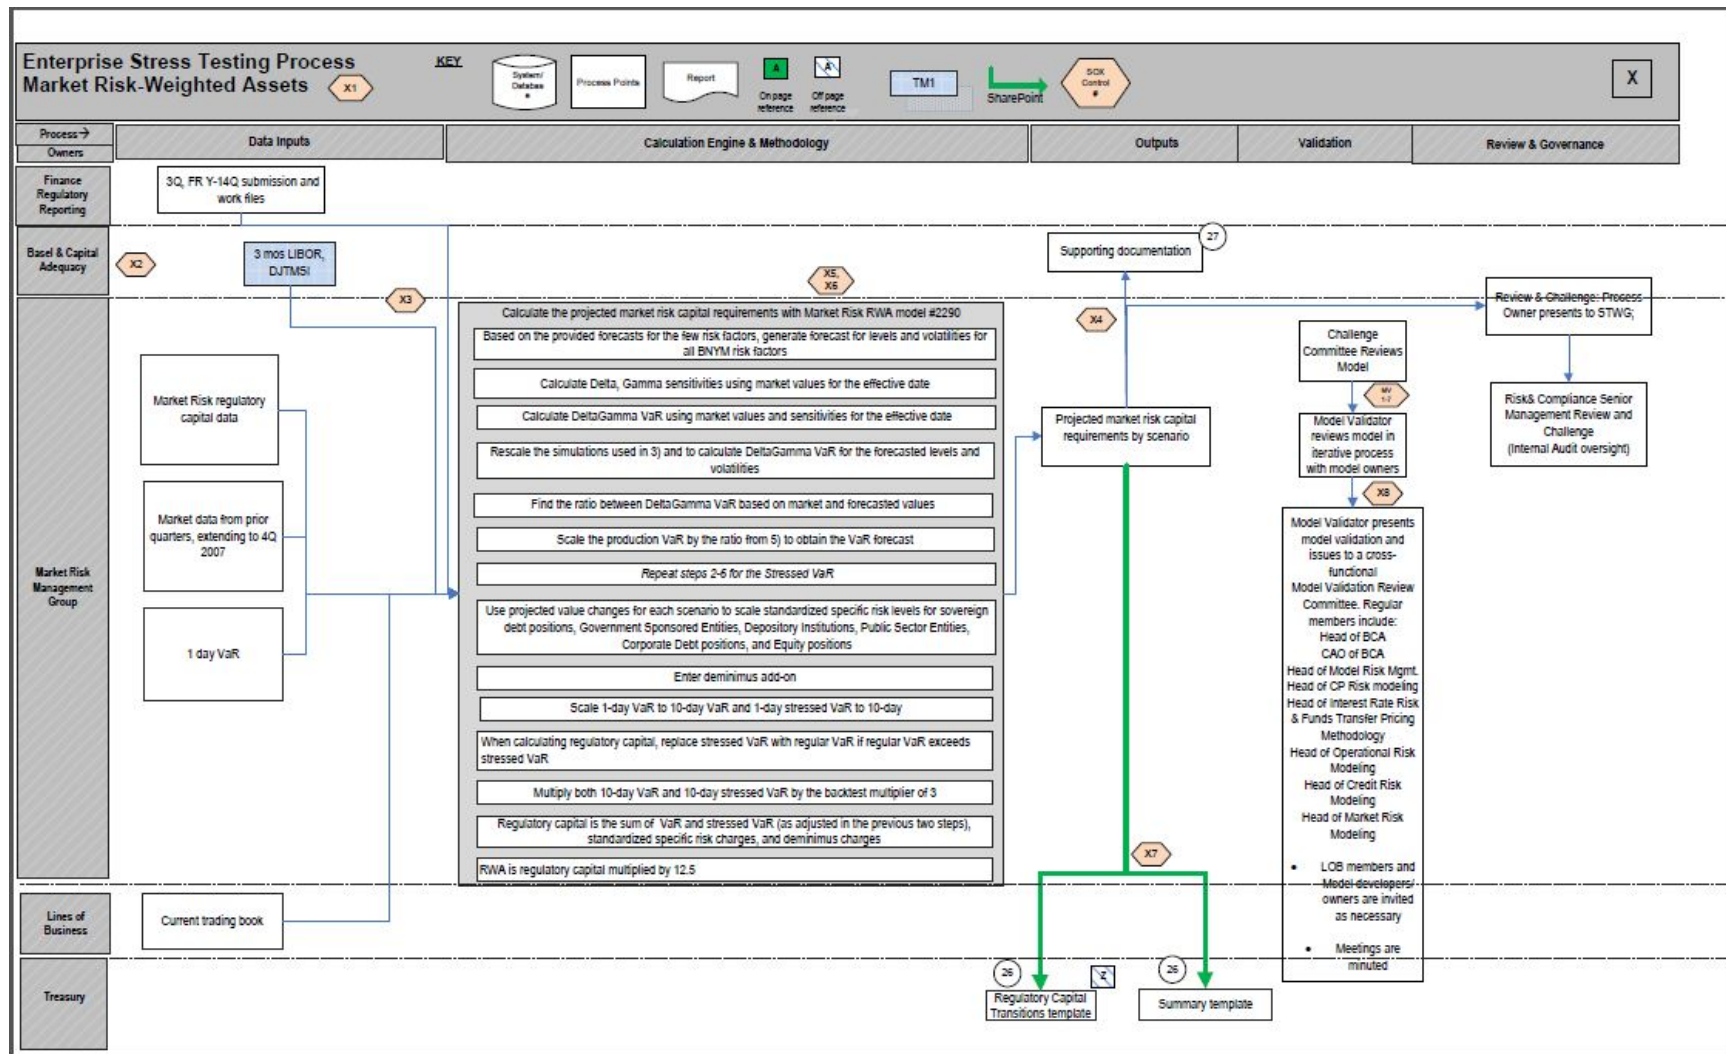 Enterprise Stress Testing Process
Market Risk-Weighted Assets
X1
KEY
System/
Databse
#
Process Points
Report
A
On page
reference
A
Off page
reference
TM1
SharePoint
SOX
Control
#
X
Process→
Owners
Data Inputs
Calculation Engine & Methodology
Outputs
Validation
Review & Governance
Finance
Regulatory
Reporting
3Q, FR Y-14Q submission and
work files
Basel & Capital
Adequacy
X2
3 mos LIBOR,
DJTMSI
X3
X5,
X6
Supporting documentation
27
Market Risk
Management
Group
Market Risk regulatory
capital data
Market data from prior
quarters, extending to 4Q
2007
1 day VaR
Calculate the projected market risk capital requirements with Market Risk RWA model #2290
Based on the provided forecasts for the few risk factors, generate forecast for levels and volatilities for
all BNYM risk factors
Calculate Delta, Gamma sensitivities using market values for the effective date
Calculate DeltaGamma VaR using market values and sensitivities for the effective date
Rescale the simulations used in 3) and to calculate DeltaGamma VaR for the forecasted levels and
volatilities
Find the ratio between DeltaGamma VaR based on market and forecasted values
Scale the production VaR by the ratio from 5) to obtain the VaR forecast
Repeat steps 2-6 for the Stressed VaR
Use projected value changes for each scenario to scale standardized specific risk levels for sovereign
debt positions, Government Sponsored Entities, Depository Institutions, Public Sector Entities,
Corporate Debt positions, and Equity positions
Enter deminimus add-on
Scale 1-day VaR to 10-day VaR and 1-day stressed VaR to 10-day
When calculating regulatory capital, replace stressed VaR with regular VaR if regular VaR exceeds
stressed VaR
Multiply both 10-day VaR and 10-day stressed VaR by the backtest multiplier of 3
Regulatory capital is the sum of VaR and stressed VaR (as adjusted in the previous two steps),
standardized specific risk charges, and deminimus charges
RWA is regulatory capital multiplied by 12.5
X4
Projected market risk capital
requirements by scenario
X7
Challenge
Committee Reviews
Model
MV
1-7
Model Validator
reviews model in
iterative process
with model owners
X8
Model Validator presents
model validation and
issues to a cross-
functional
Model Validation Review
Committee. Regular
members include:
Head of BCA
CAO of BCA
Head of Model Risk Mgmt.
Head of CP Risk modeling
Head of Interest Rate Risk
& Funds Transfer Pricing
Methodology
Head of Operational Risk
Modeling
Head of Credit Risk
Modeling
Head of Market Risk
Modeling
• LOB members and
Model developers/
owners are invited
as necessary
• Meetings are
minuted
Review & Challenge: Process
Owner presents to STWG;
Risk& Compliance Senior
Management Review and
Challenge
(Internal Audit oversight)
Lines of
Business
Current trading book
Treasury
26
Z
Regulatory Capital
Transitions template
26
Summary template